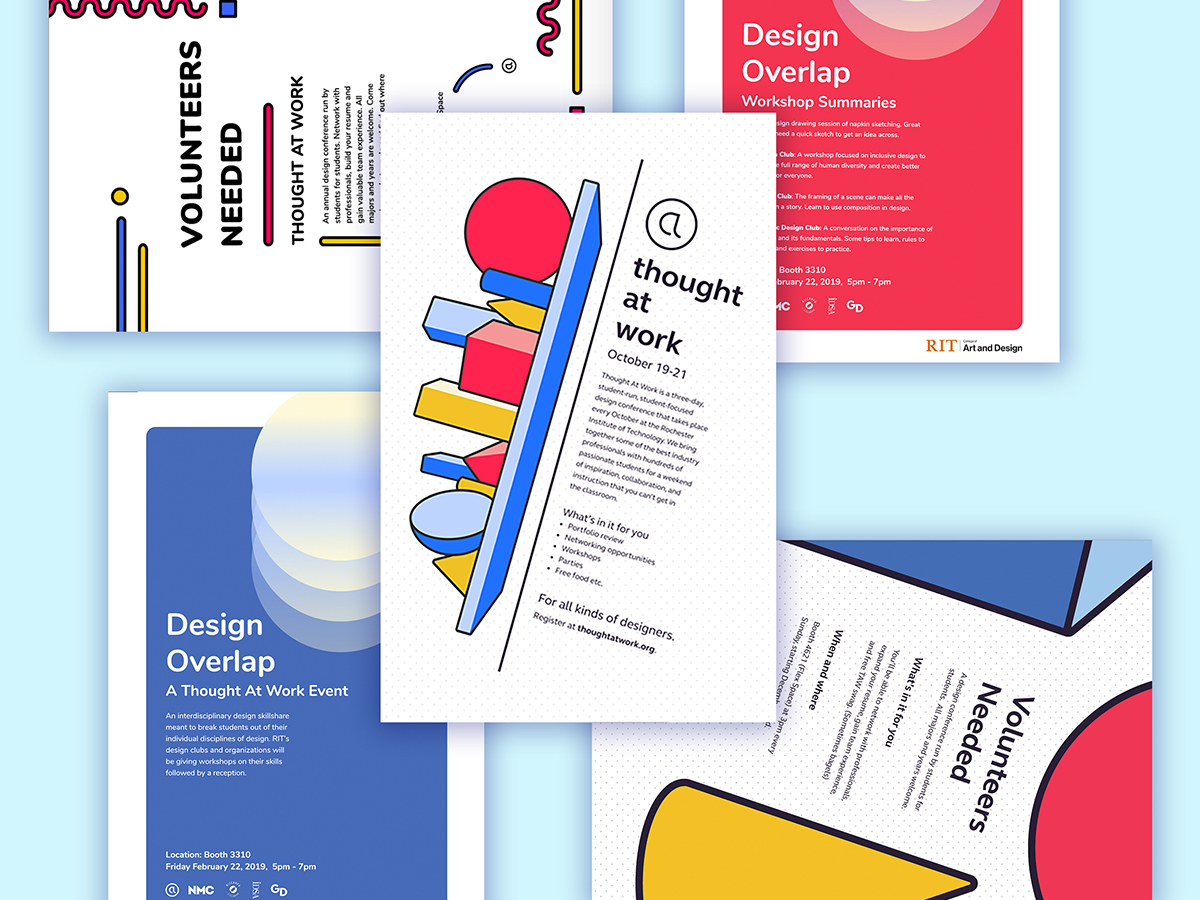 VOLUNTEERS
NEEDED
THOUGHT AT WORK
An annual design conference run by
students for students. Network with
professionals, build your resume and
gain valuable team experience. All
majors and years are welcome. Come
out where
Space
Design
Overlap
Workshop Summaries
drawing session of napkin sketching. Great
need a quick sketch to get an idea across.
Club: A workshop focused on inclusive design to
full range of human diversity and create better
everyone.
Club: The framing of a scene can make all the
a story. Learn to use composition in design.
Design Club: A conversation on the importance of
and its fundamentals. Some tips to learn, rules to
and exercises to practice.
Booth 3310
22, 2019, 5pm - 7pm
GD
RIT
Art and Design
thought
at
work
October 19-21
Thought At Work is a three-day,
student-run, student-focused
design conference that takes place
every October at the Rochester
Institute of Technology. We bring
together some of the best industry
professionals with hundreds of
passionate students for a weekend
of inspiration, collaboration, and
instruction that you can't get in
the classroom.
What's in it for you
• Portfolio review
• Networking opportunities
• Workshops
• Parties
• Free food etc.
For all kinds of designers.
Register at thoughtatwork.org.
Design
Overlap
A Thought At Work Event
An interdisciplinary design skillshare
meant to break students out of their
individual disciplines of design. RIT's
design clubs and organizations will
be giving workshops on their skills
followed by a reception.
Location: Booth 3310
Friday February 22, 2019, 5pm - 7pm
@ NMC
IDSA
GD
Volunteers
Needed
A design conference run by students for
students. All majors and years welcome.
What's in it for you
You'll be able to network with professionals,
expand your resume, gain team experience,
and free TAW swag. (Sometimes bagels).
When and where
Booth 4621 (Flex Space) at 3pm every
Sunday, starting